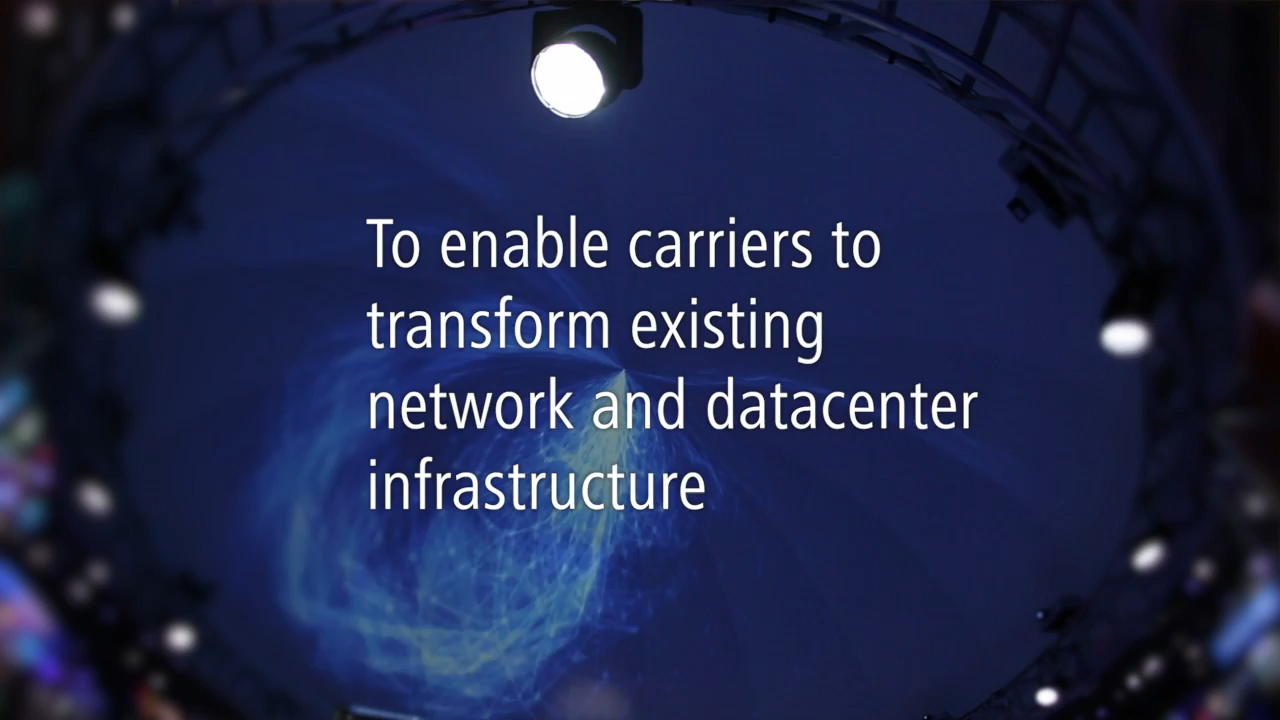 To enable carriers to
transform existing
network and datacenter
infrastructure